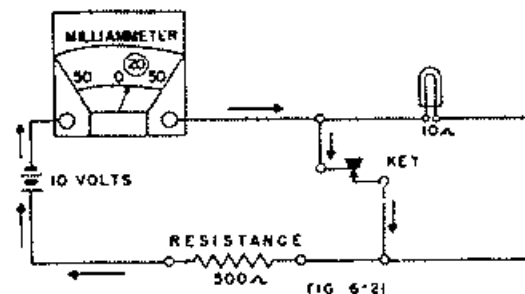 MILLIAMMETER
20
50 0 50
10Ω
KEY
10 VOLTS
RESISTANCE
500Ω
FIG 6-21